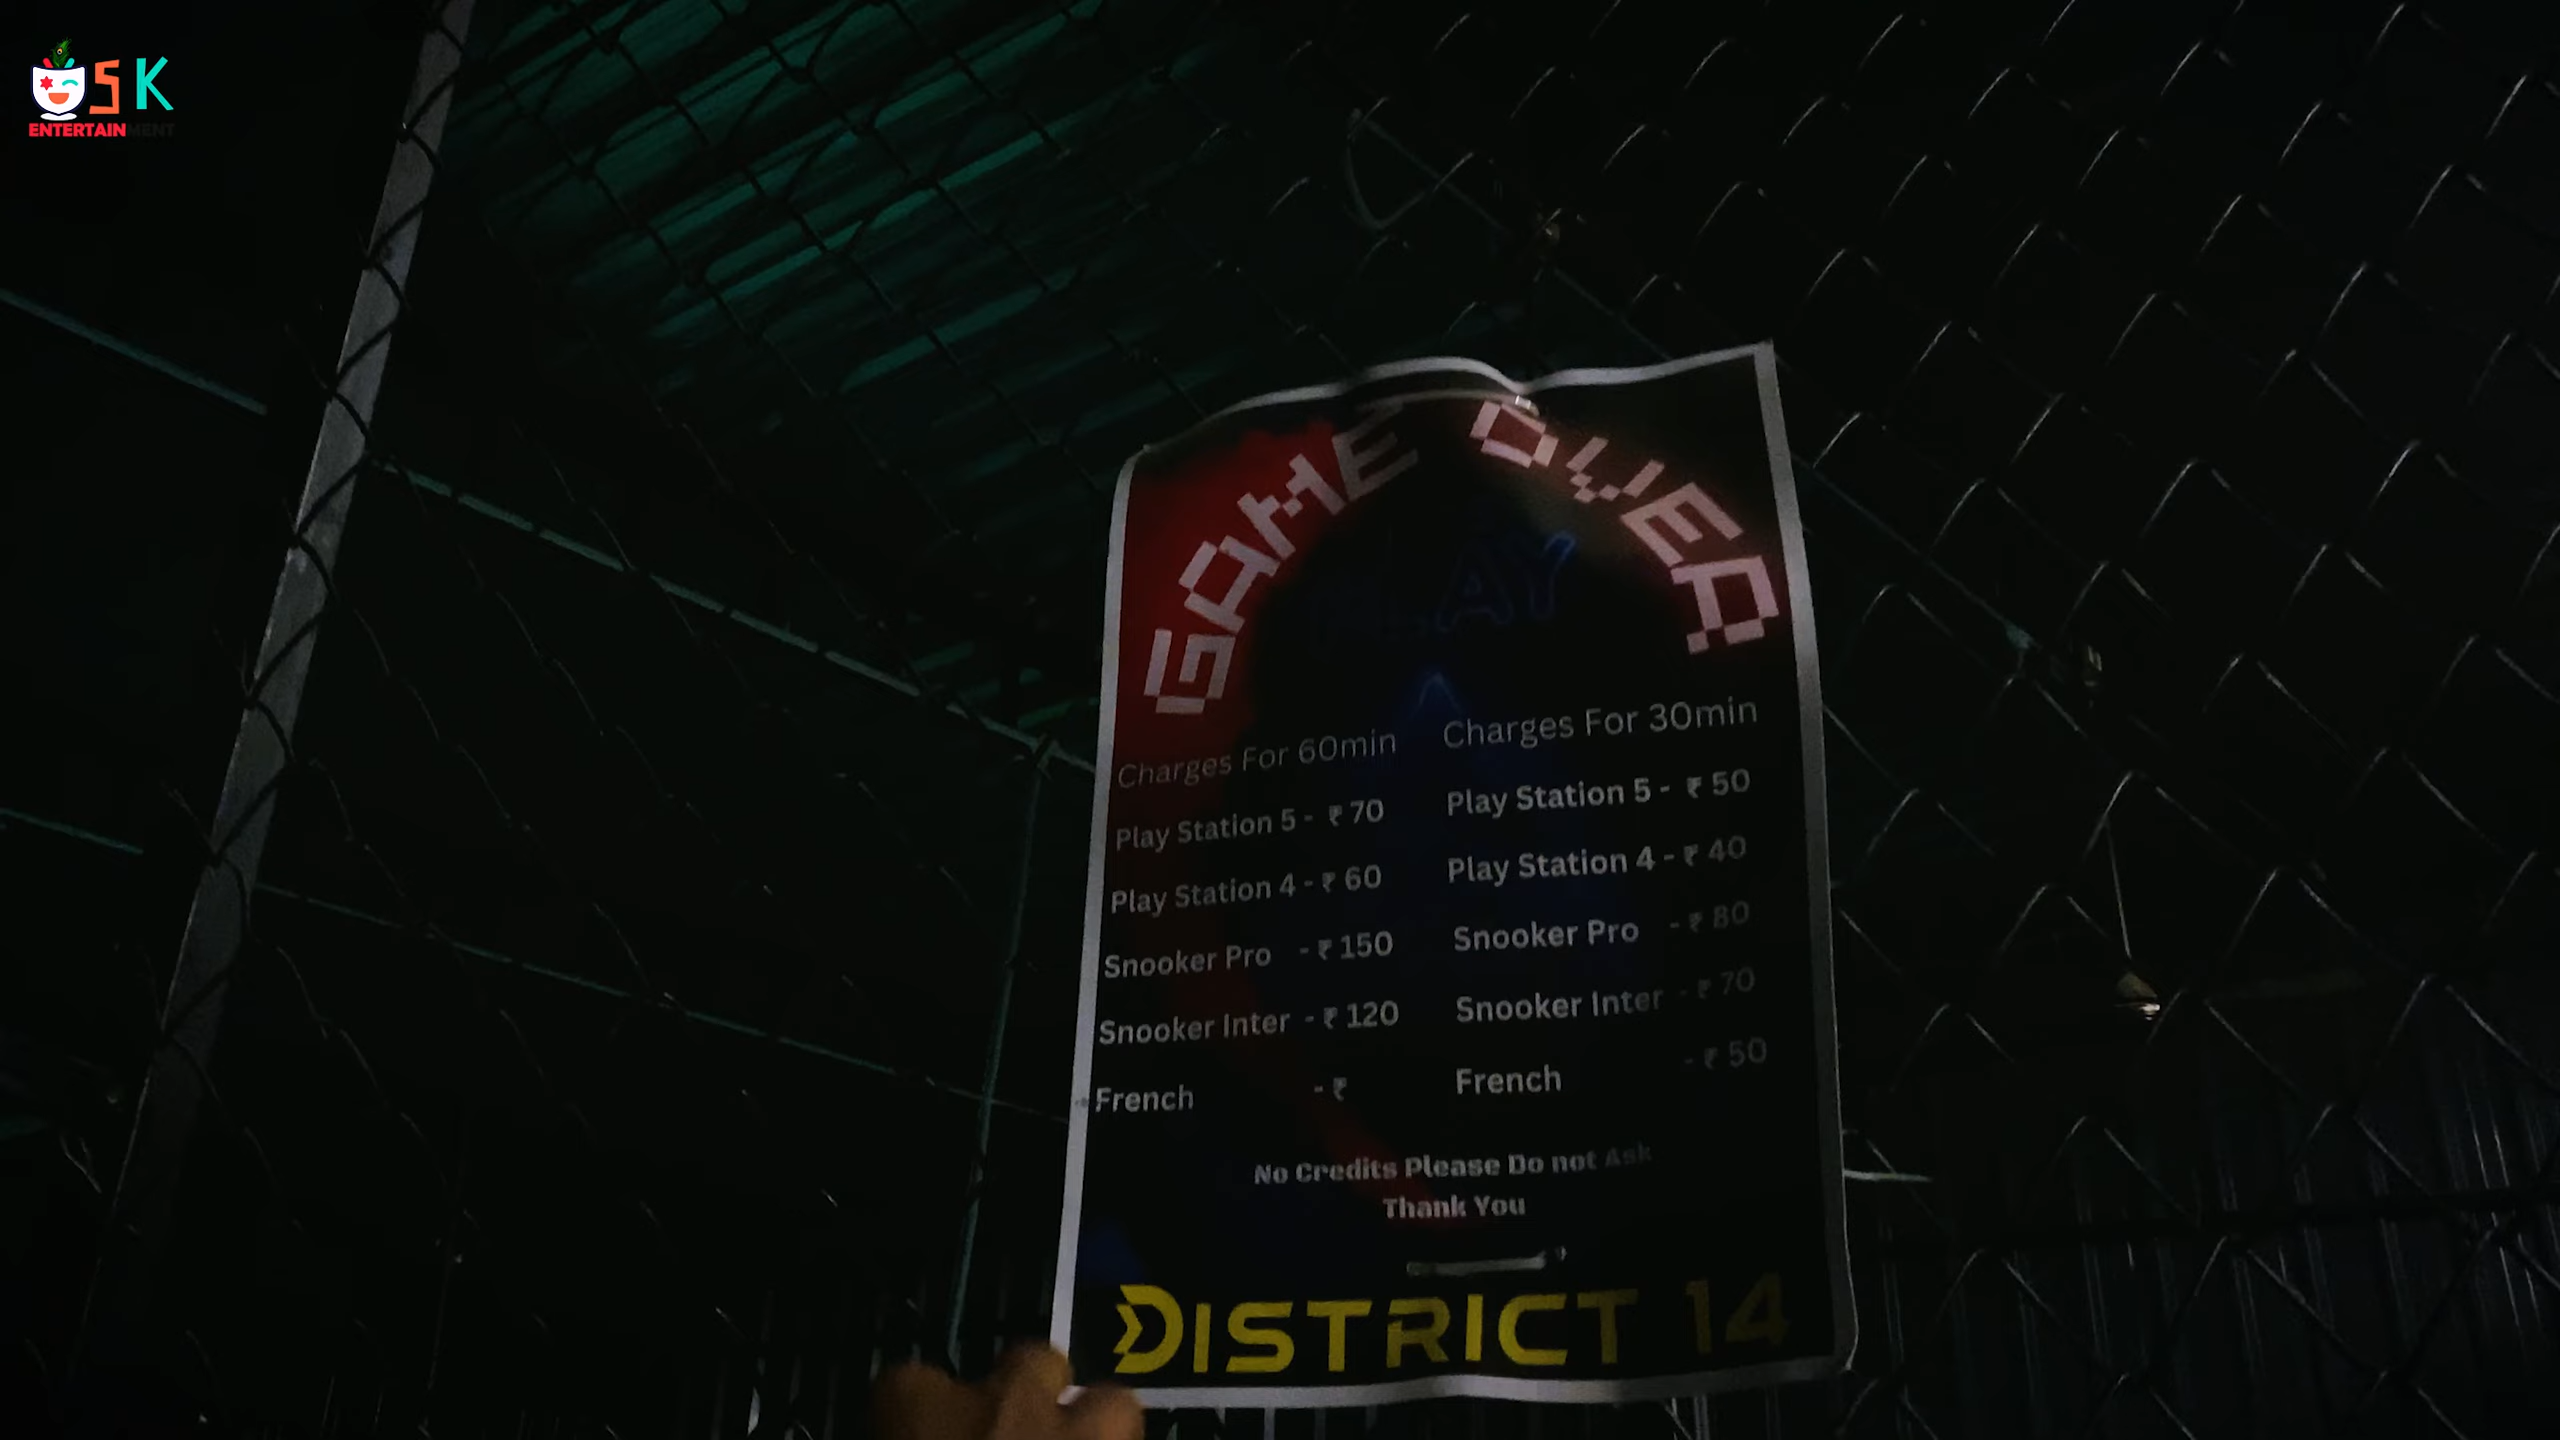 SK
ENTERTAINMENT
GAME OVER
PLAY
Charges For 60min
Play Station 5 - ₹ 70
Play Station 4 - ₹ 60
Snooker Pro - ₹ 150
Snooker Inter - ₹ 120
French - ₹
Charges For 30min
Play Station 5 - ₹ 50
Play Station 4 - ₹ 40
Snooker Pro - ₹ 80
Snooker Inter - ₹ 70
French - ₹ 50
No Credits Please Do not Ask
Thank You
DISTRICT 14